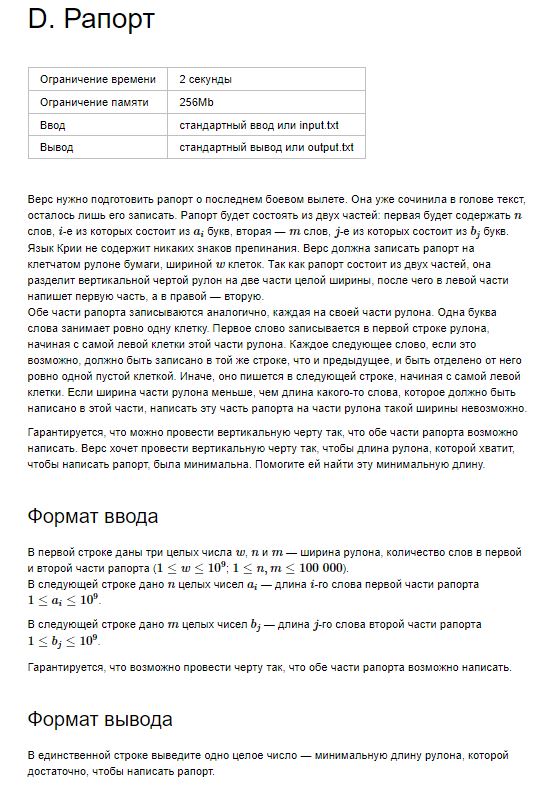 D. Рапорт
Ограничение времени 2 секунды
Ограничение памяти 256Mb
Ввод стандартный ввод или input.txt
Вывод стандартный вывод или output.txt
Верс нужно подготовить рапорт о последнем боевом вылете. Она уже сочинила в голове текст,
осталось лишь его записать. Рапорт будет состоять из двух частей: первая будет содержать n
слов, i-е из которых состоит из a_i букв, вторая — m слов, j-е из которых состоит из b_j букв.
Язык Крии не содержит никаких знаков препинания. Верс должна записать рапорт на
клетчатом рулоне бумаги, шириной w клеток. Так как рапорт состоит из двух частей, она
разделит вертикальной чертой рулон на две части целой ширины, после чего в левой части
напишет первую часть, а в правой — вторую.
Обе части рапорта записываются аналогично, каждая на своей части рулона. Одна буква
слова занимает ровно одну клетку. Первое слово записывается в первой строке рулона,
начиная с самой левой клетки этой части рулона. Каждое следующее слово, если это
возможно, должно быть записано в той же строке, что и предыдущее, и быть отделено от него
ровно одной пустой клеткой. Иначе, оно пишется в следующей строке, начиная с самой левой
клетки. Если ширина части рулона меньше, чем длина какого-то слова, которое должно быть
написано в этой части, написать эту часть рапорта на части рулона такой ширины невозможно.
Гарантируется, что можно провести вертикальную черту так, что обе части рапорта возможно
написать. Верс хочет провести вертикальную черту так, чтобы длина рулона, которой хватит,
чтобы написать рапорт, была минимальна. Помогите ей найти эту минимальную длину.
Формат ввода
В первой строке даны три целых числа w, n и m — ширина рулона, количество слов в первой
и второй части рапорта (1 ≤ w ≤ 10⁹; 1 ≤ n, m ≤ 100 000).
В следующей строке дано n целых чисел a_i — длина i-го слова первой части рапорта
1 ≤ a_i ≤ 10⁹.
В следующей строке дано m целых чисел b_j — длина j-го слова второй части рапорта
1 ≤ b_j ≤ 10⁹.
Гарантируется, что возможно провести черту так, что обе части рапорта возможно написать.
Формат вывода
В единственной строке выведите одно целое число — минимальную длину рулона, которой
достаточно, чтобы написать рапорт.